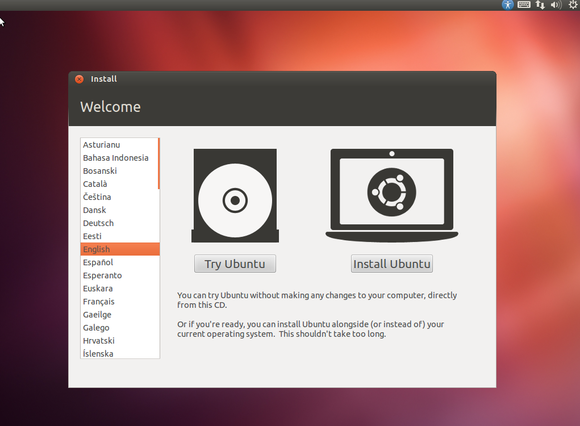 Install
Welcome
Asturianu
Bahasa Indonesia
Bosanski
Català
Čeština
Dansk
Deutsch
Eesti
English
Español
Esperanto
Euskara
Français
Gaeilge
Galego
Hrvatski
Íslenska
Try Ubuntu
Install Ubuntu
You can try Ubuntu without making any changes to your computer, directly
from this CD.
Or if you're ready, you can install Ubuntu alongside (or instead of) your
current operating system. This shouldn't take too long.